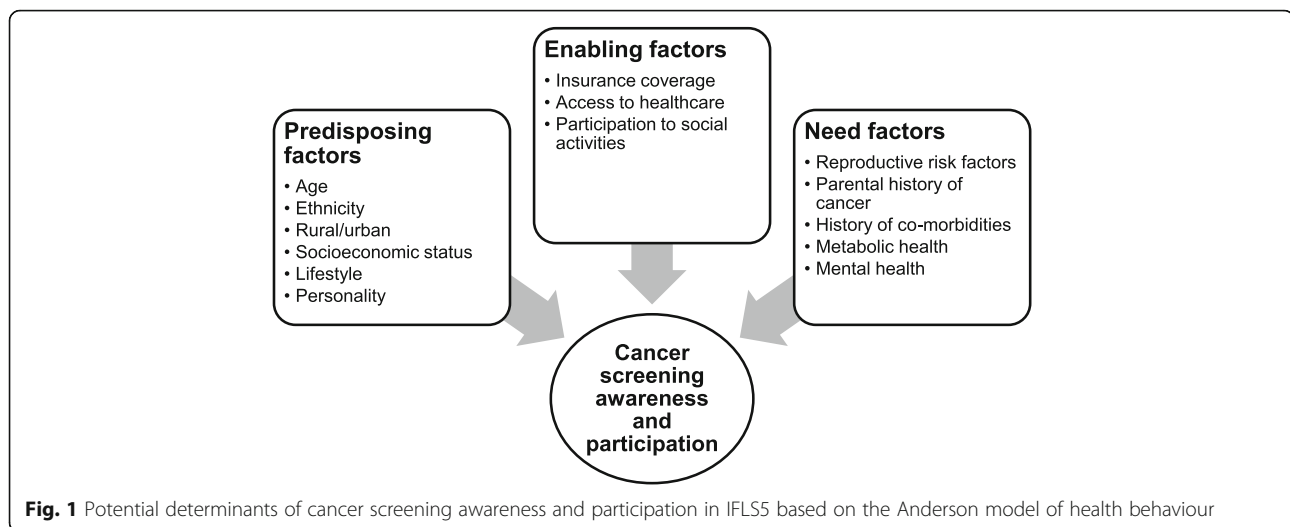 Enabling factors
• Insurance coverage
• Access to healthcare
• Participation to social
activities
Predisposing
factors
• Age
• Ethnicity
• Rural/urban
• Socioeconomic status
• Lifestyle
• Personality
Need factors
• Reproductive risk factors
• Parental history of
cancer
• History of co-morbidities
• Metabolic health
• Mental health
Cancer
screening
awareness
and
participation
Fig. 1 Potential determinants of cancer screening awareness and participation in IFLS5 based on the Anderson model of health behaviour